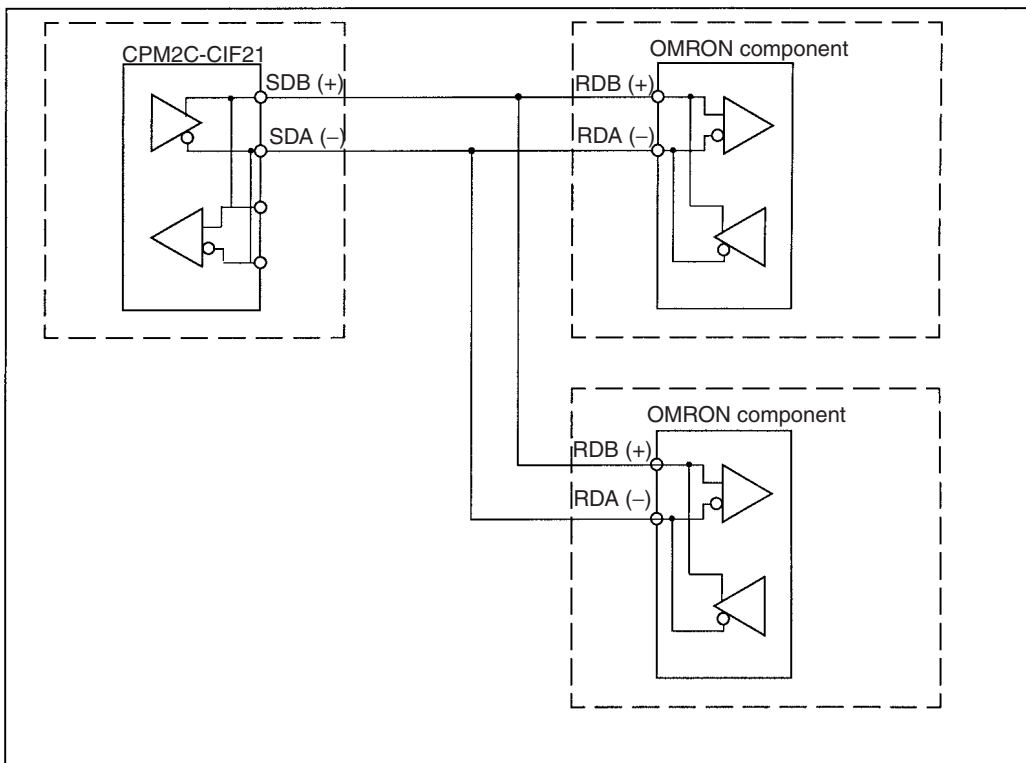 CPM2C-CIF21
SDB (+)
SDA (−)
OMRON component
RDB (+)
RDA (−)
OMRON component
RDB (+)
RDA (−)